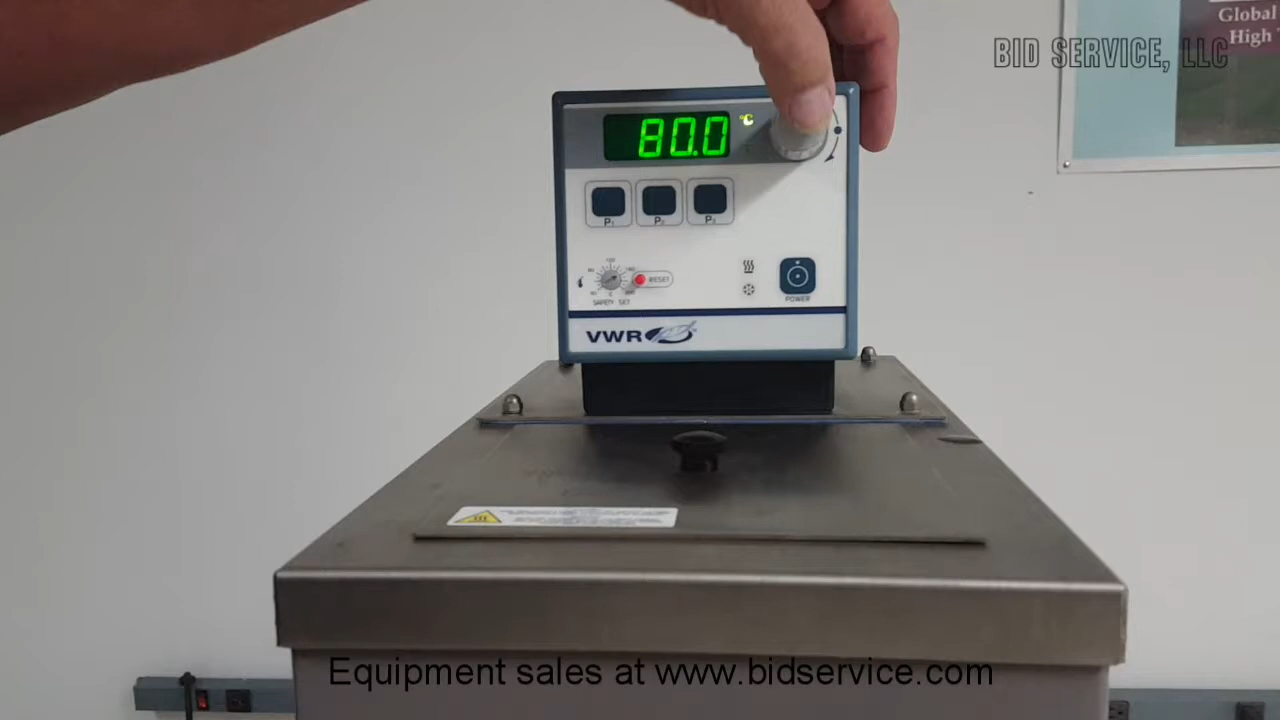 Global
High
BID SERVICE, LLC
80.0 °C
P1 P2 P3
RESET
SAFETY SET
POWER
VWR
Equipment sales at www.bidservice.com